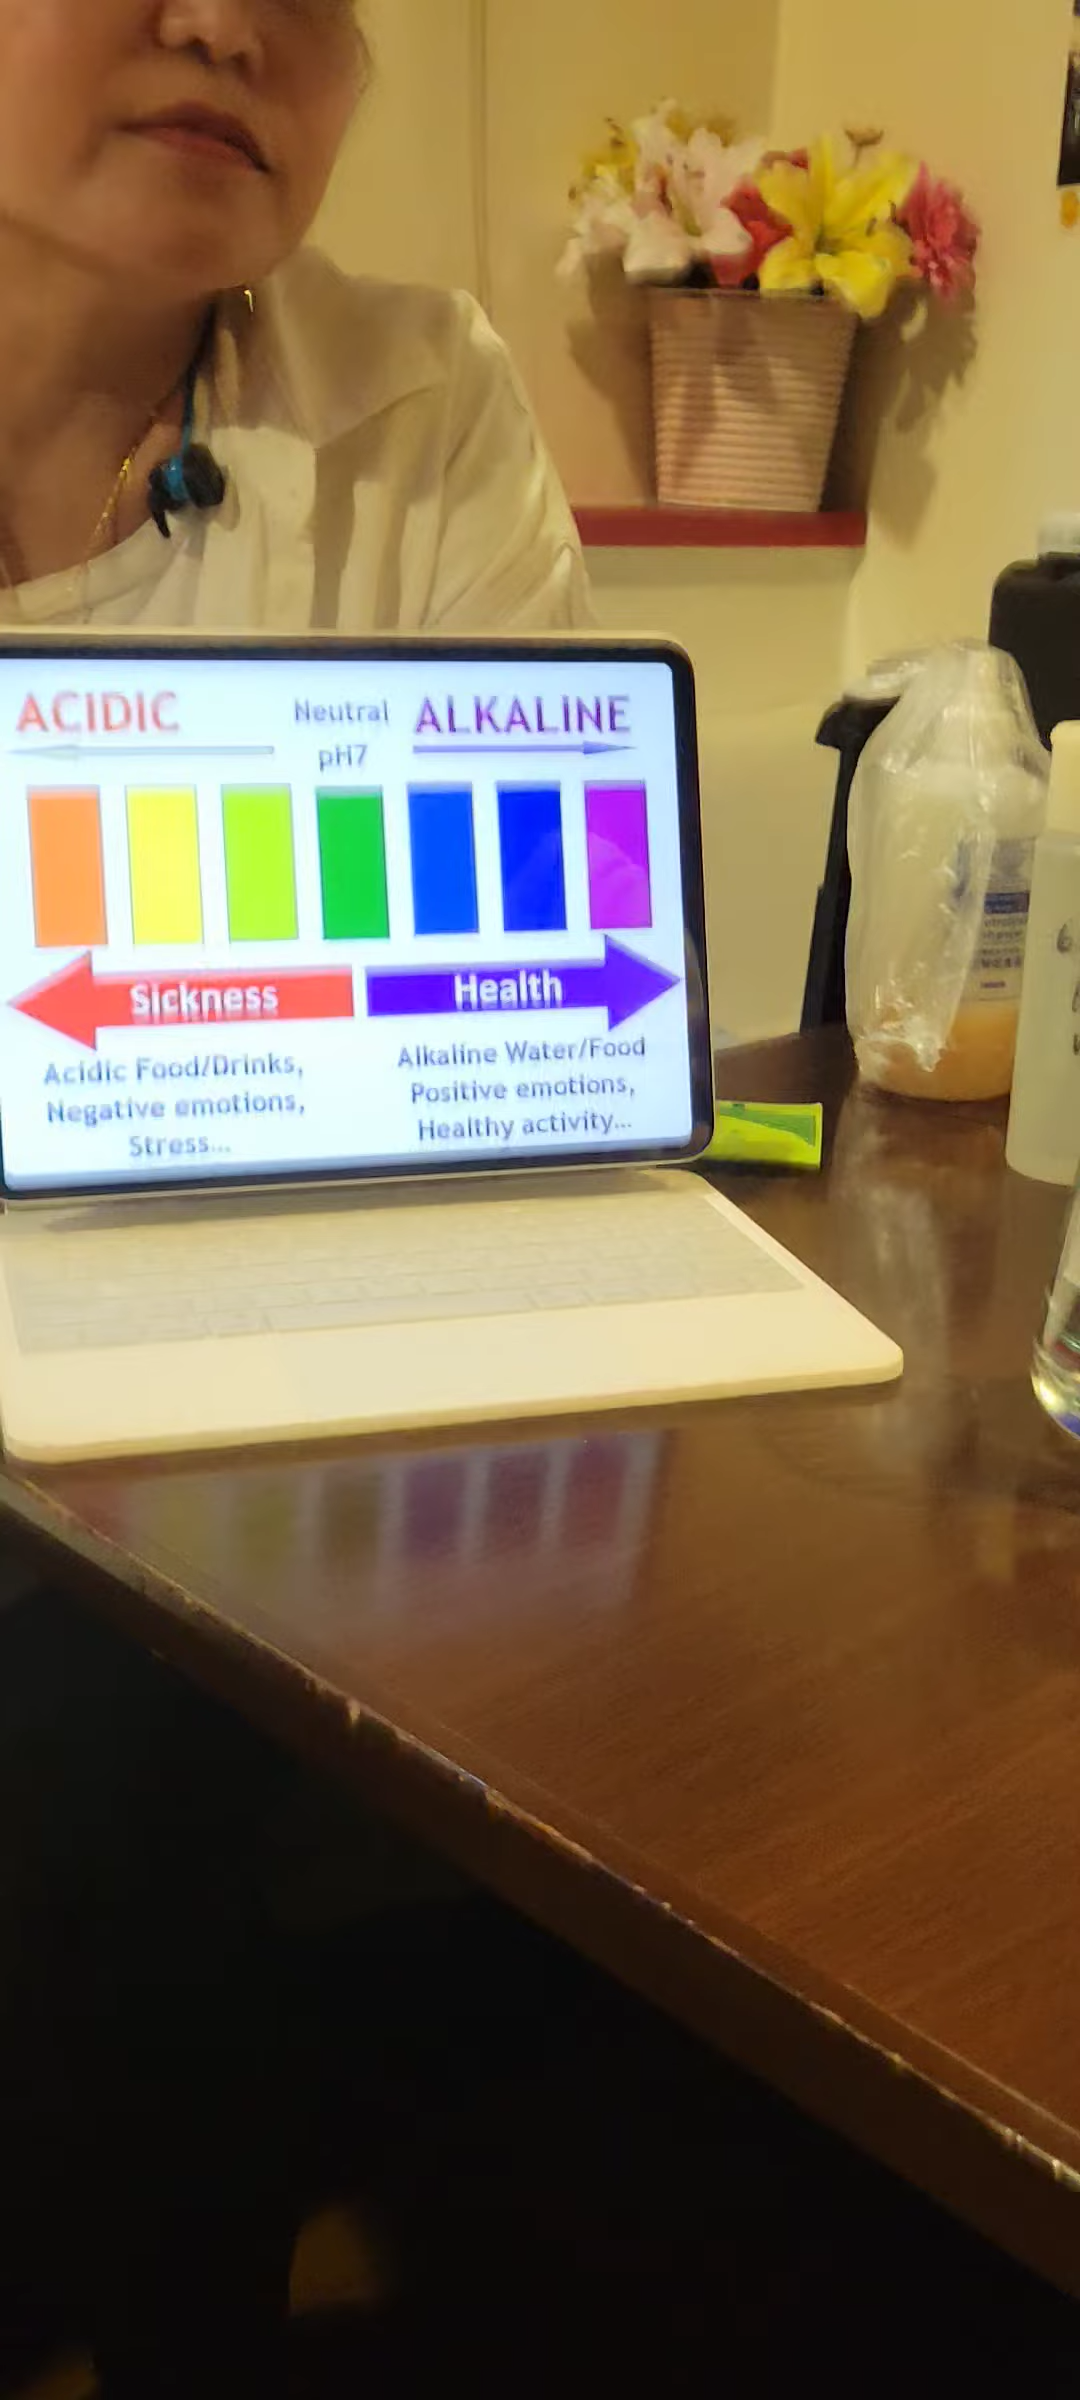 ACIDIC
Neutral
pH7
ALKALINE
Sickness
Health
Acidic Food/Drinks,
Negative emotions,
Stress...
Alkaline Water/Food
Positive emotions,
Healthy activity...